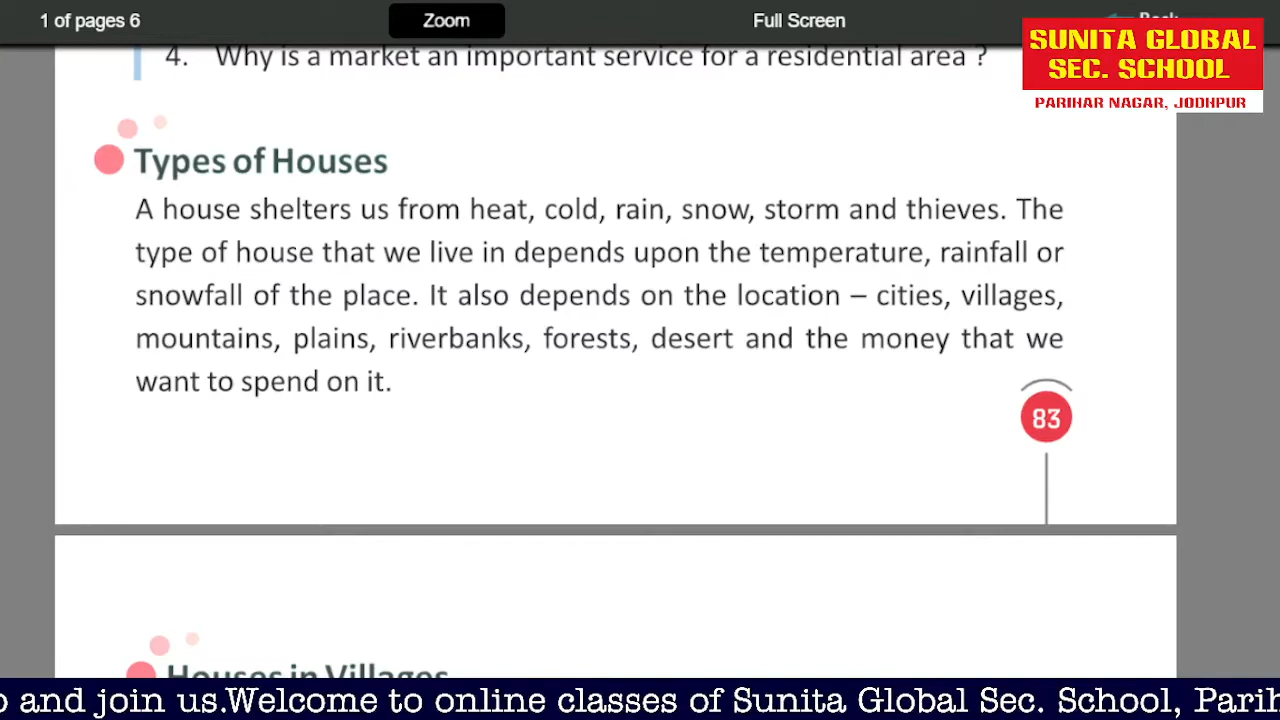 1 of pages 6
Zoom
Full Screen
Back
SUNITA GLOBAL
SEC. SCHOOL
PARIHAR NAGAR, JODHPUR
4. Why is a market an important service for a residential area ?
Types of Houses
A house shelters us from heat, cold, rain, snow, storm and thieves. The
type of house that we live in depends upon the temperature, rainfall or
snowfall of the place. It also depends on the location – cities, villages,
mountains, plains, riverbanks, forests, desert and the money that we
want to spend on it.
83
Houses in Villages
and join us.Welcome to online classes of Sunita Global Sec. School,